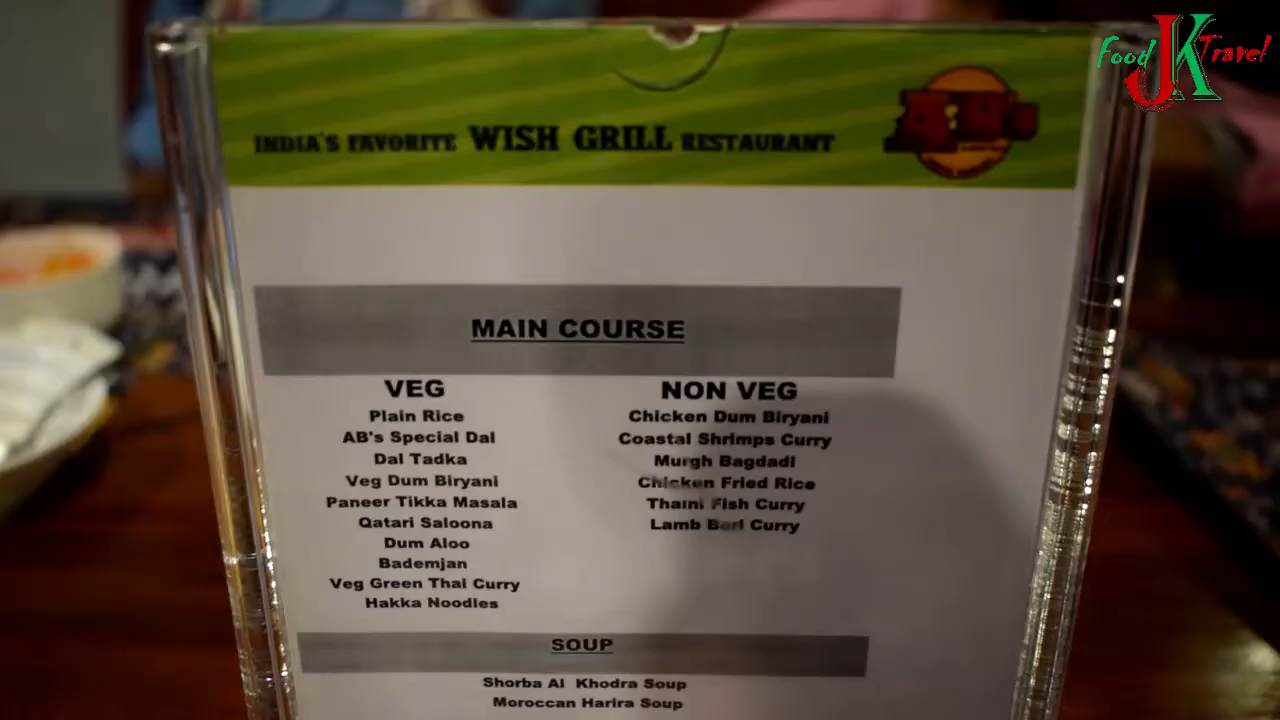 Food JK Travel
INDIA'S FAVORITE WISH GRILL RESTAURANT
MAIN COURSE
VEG
Plain Rice
AB's Special Dal
Dal Tadka
Veg Dum Biryani
Paneer Tikka Masala
Qatari Saloona
Dum Aloo
Bademjan
Veg Green Thai Curry
Hakka Noodles
NON VEG
Chicken Dum Biryani
Coastal Shrimps Curry
Murgh Bagdadi
Chicken Fried Rice
Fish Curry
Lamb Curry
SOUP
Shorba Al Khodra Soup
Moroccan Harira Soup